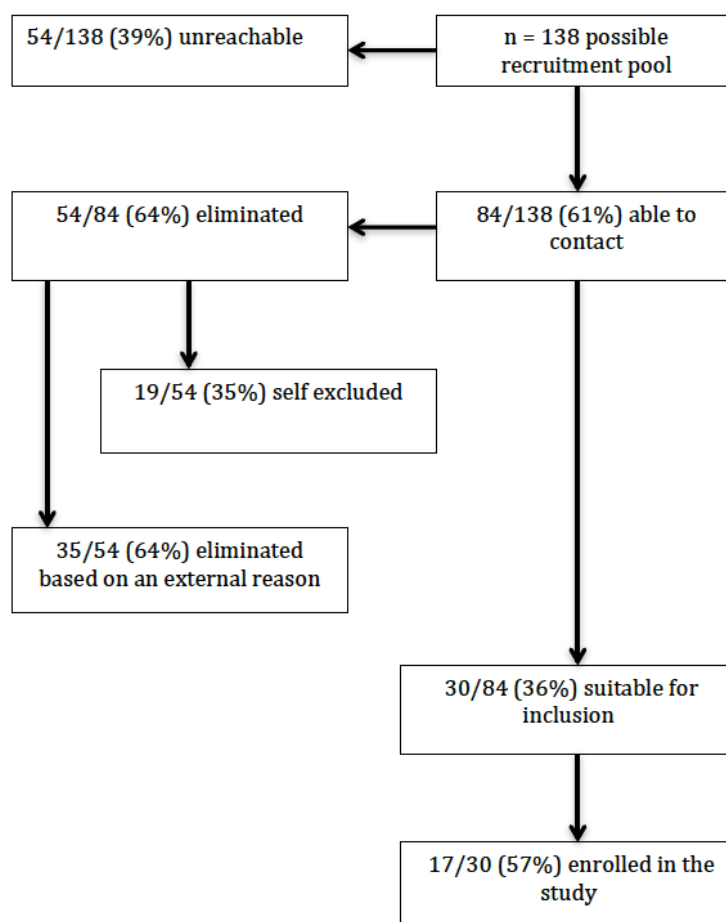 54/138 (39%) unreachable
n = 138 possible
recruitment pool
54/84 (64%) eliminated
84/138 (61%) able to
contact
19/54 (35%) self excluded
35/54 (64%) eliminated
based on an external reason
30/84 (36%) suitable for
inclusion
17/30 (57%) enrolled in the
study